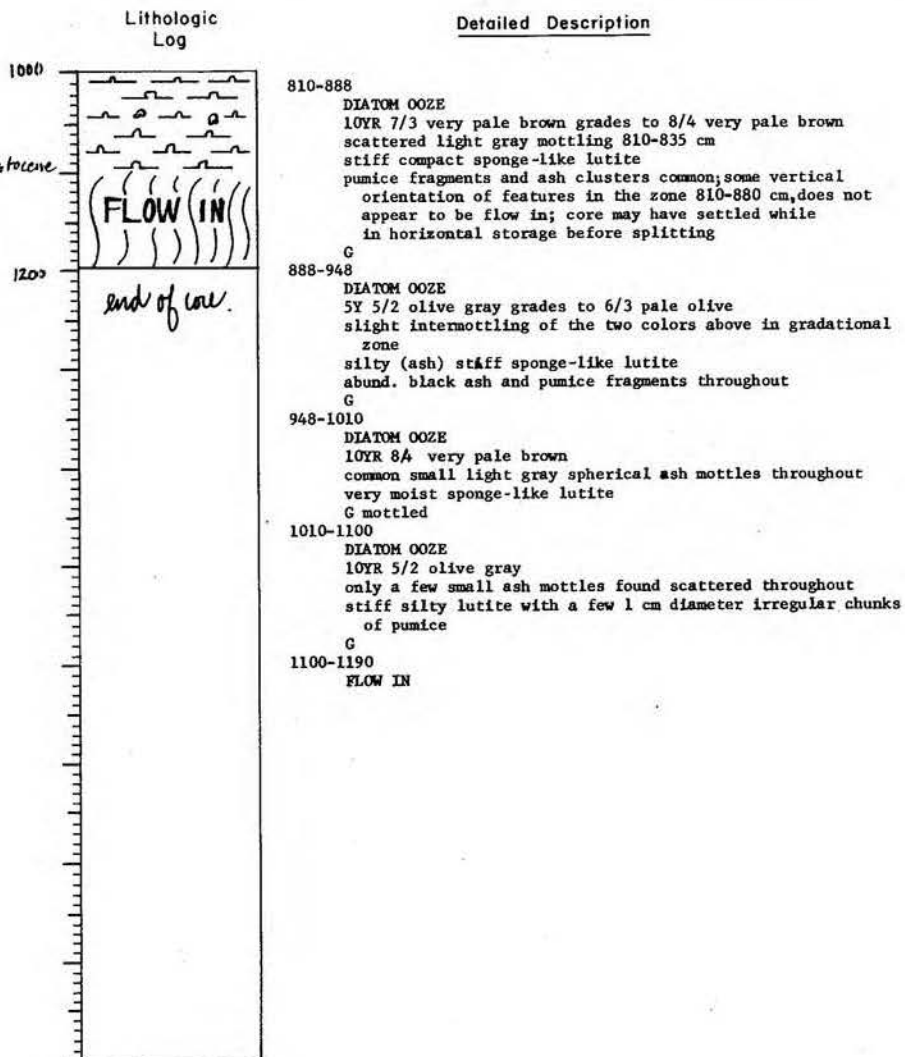 Lithologic
Log
Detailed Description
1000
tocene
FLOW IN
1200
end of core.
810-888
DIATOM OOZE
10YR 7/3 very pale brown grades to 8/4 very pale brown
scattered light gray mottling 810-835 cm
stiff compact sponge-like lutite
pumice fragments and ash clusters common; some vertical
orientation of features in the zone 810-880 cm, does not
appear to be flow in; core may have settled while
in horizontal storage before splitting
G
888-948
DIATOM OOZE
5Y 5/2 olive gray grades to 6/3 pale olive
slight intermottling of the two colors above in gradational
zone
silty (ash) stiff sponge-like lutite
abund. black ash and pumice fragments throughout
G
948-1010
DIATOM OOZE
10YR 8/4 very pale brown
common small light gray spherical ash mottles throughout
very moist sponge-like lutite
G mottled
1010-1100
DIATOM OOZE
10YR 5/2 olive gray
only a few small ash mottles found scattered throughout
stiff silty lutite with a few 1 cm diameter irregular chunks
of pumice
G
1100-1190
FLOW IN